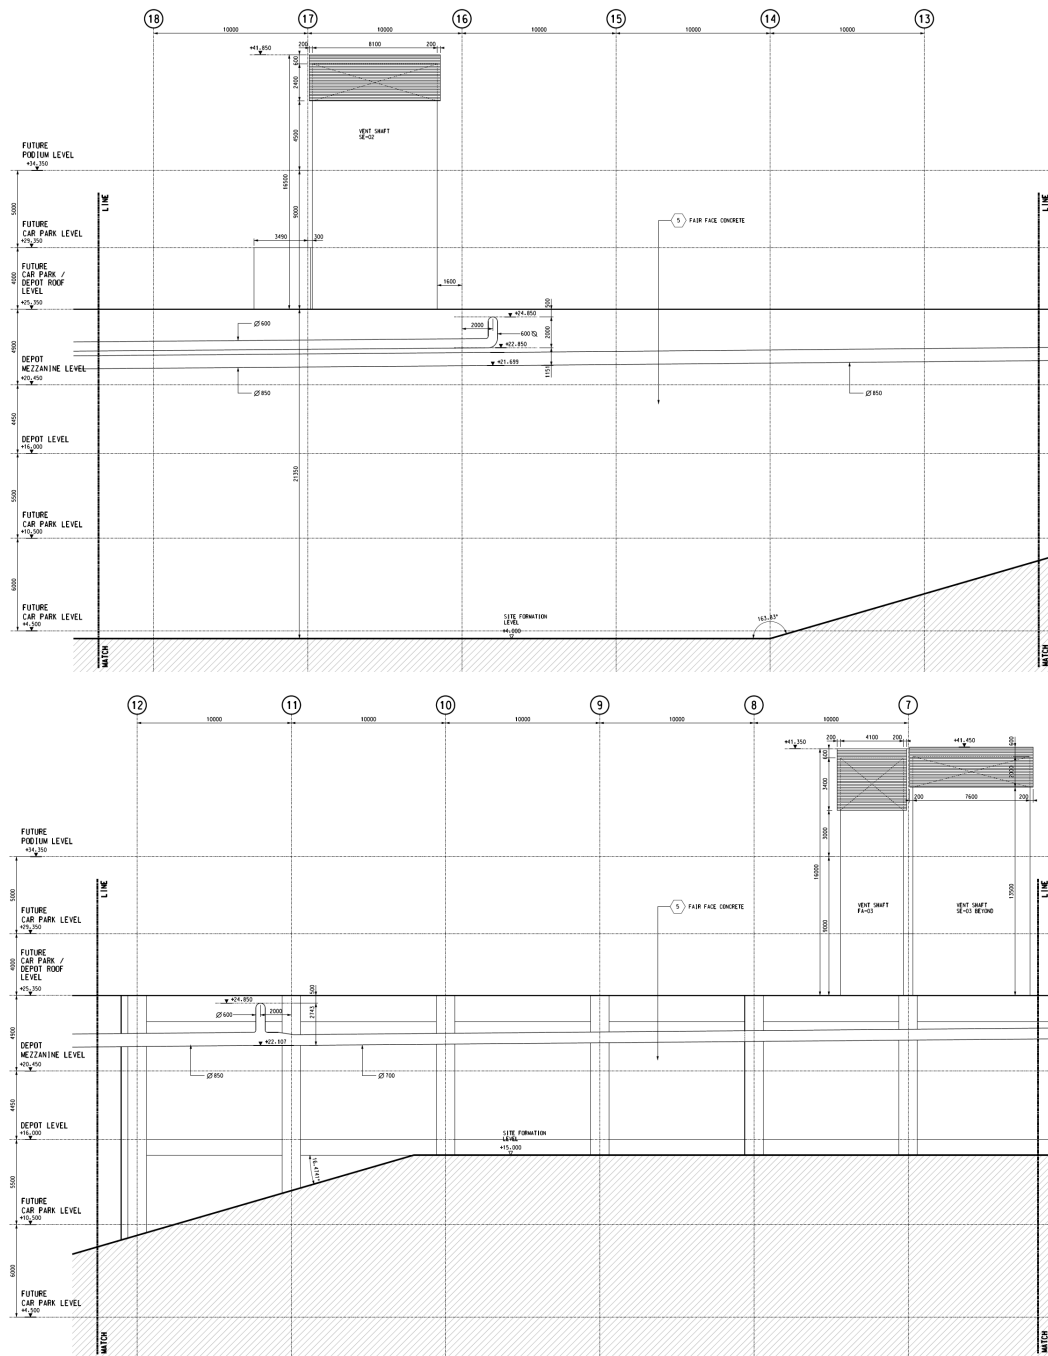 18
17
16
15
14
13
10000
10000
10000
10000
10000
200
8100
200
+41.850
600
2400
VENT SHAFT
SE-02
4500
FUTURE
PODIUM LEVEL
+34.350
16500
LINE
LINE
5000
9000
5
FAIR FACE CONCRETE
FUTURE
CAR PARK LEVEL
+29.350
3490
300
FUTURE
CAR PARK /
DEPOT ROOF
LEVEL
+25.350
4000
1600
500
+24.850
Ø 600
2000
600 Ø
2000
4900
+22.850
DEPOT
MEZZANINE LEVEL
+20.450
+21.699
1151
Ø 850
Ø 850
4450
DEPOT LEVEL
+16.000
21350
5500
FUTURE
CAR PARK LEVEL
+10.500
6000
FUTURE
CAR PARK LEVEL
+4.500
SITE FORMATION
LEVEL
+4.000
163.83°
MATCH
MATCH
12
11
10
9
8
7
10000
10000
10000
10000
10000
200
4100
200
+41.350
+41.450
600
600
3400
2000
200
7600
200
FUTURE
PODIUM LEVEL
+34.350
3000
16000
LINE
LINE
5000
5
FAIR FACE CONCRETE
9000
13500
VENT SHAFT
FA-03
VENT SHAFT
SE-03 BEYOND
FUTURE
CAR PARK LEVEL
+29.350
4000
FUTURE
CAR PARK /
DEPOT ROOF
LEVEL
+25.350
500
+24.850
Ø 600
2000
2743
4900
+22.107
DEPOT
MEZZANINE LEVEL
+20.450
Ø 850
Ø 700
4450
DEPOT LEVEL
+16.000
SITE FORMATION
LEVEL
+15.000
5500
FUTURE
CAR PARK LEVEL
+10.500
6000
FUTURE
CAR PARK LEVEL
+4.500
MATCH
MATCH